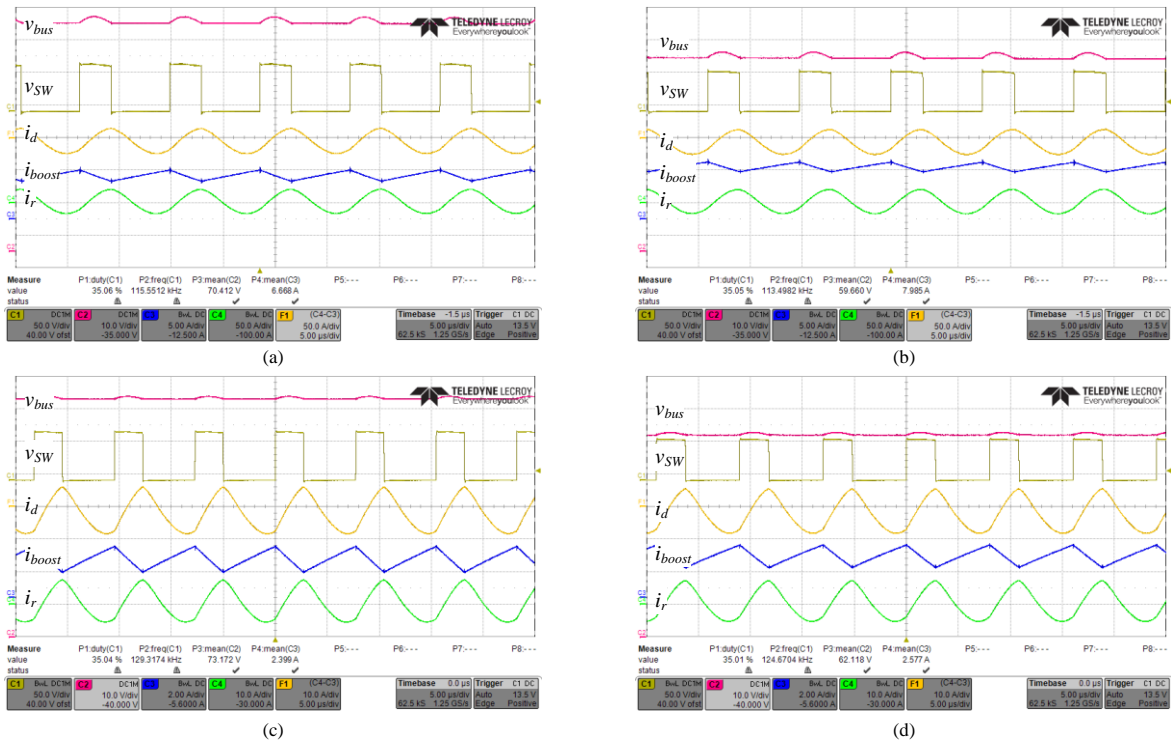 TELEDYNE LECROY
Everywhereyoulook™
v_bus
v_SW
i_d
i_boost
i_r
Measure P1:duty(C1) P2:freq(C1) P3:mean(C2) P4:mean(C3) P5:--- P6:--- P7:--- P8:---
value 35.06 % 115.5512 kHz 70.412 V 6.668 A
status
C1 DC1M C2 DC1M C3 BwL DC C4 BwL DC F1 (C4-C3) Timebase -1.5 µs Trigger C1 DC
50.0 V/div 10.0 V/div 5.00 A/div 50.0 A/div 50.0 A/div 5.00 µs/div Auto 13.5 V
40.00 V ofst -35.000 V -12.500 A -100.00 A 5.00 µs/div 62.5 kS 1.25 GS/s Edge Positive
(a)
TELEDYNE LECROY
Everywhereyoulook™
v_bus
v_SW
i_d
i_boost
i_r
Measure P1:duty(C1) P2:freq(C1) P3:mean(C2) P4:mean(C3) P5:--- P6:--- P7:--- P8:---
value 35.05 % 113.4982 kHz 59.660 V 7.985 A
status
C1 DC1M C2 DC1M C3 BwL DC C4 BwL DC F1 (C4-C3) Timebase -1.5 µs Trigger C1 DC
50.0 V/div 10.0 V/div 5.00 A/div 50.0 A/div 50.0 A/div 5.00 µs/div Auto 13.5 V
40.00 V ofst -35.000 V -12.500 A -100.00 A 5.00 µs/div 62.5 kS 1.25 GS/s Edge Positive
(b)
TELEDYNE LECROY
Everywhereyoulook™
v_bus
v_SW
i_d
i_boost
i_r
Measure P1:duty(C1) P2:freq(C1) P3:mean(C2) P4:mean(C3) P5:--- P6:--- P7:--- P8:---
value 35.04 % 129.3174 kHz 73.172 V 2.399 A
status
C1 BwL DC1M C2 DC1M C3 BwL DC C4 BwL DC F1 (C4-C3) Timebase 0.0 µs Trigger C1 DC
50.0 V/div 10.0 V/div 2.00 A/div 10.0 A/div 10.0 A/div 5.00 µs/div Auto 13.5 V
40.00 V ofst -40.000 V -5.6000 A -30.000 A 5.00 µs/div 62.5 kS 1.25 GS/s Edge Positive
(c)
TELEDYNE LECROY
Everywhereyoulook™
v_bus
v_SW
i_d
i_boost
i_r
Measure P1:duty(C1) P2:freq(C1) P3:mean(C2) P4:mean(C3) P5:--- P6:--- P7:--- P8:---
value 35.01 % 124.6704 kHz 62.118 V 2.577 A
status
C1 BwL DC1M C2 DC1M C3 BwL DC C4 BwL DC F1 (C4-C3) Timebase 0.0 µs Trigger C1 DC
50.0 V/div 10.0 V/div 2.00 A/div 10.0 A/div 10.0 A/div 5.00 µs/div Auto 13.5 V
40.00 V ofst -40.000 V -5.6000 A -30.000 A 5.00 µs/div 62.5 kS 1.25 GS/s Edge Positive
(d)